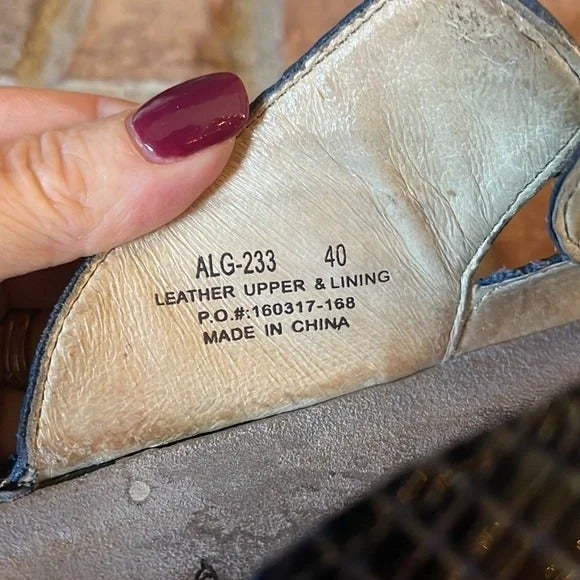 ALG-233 40
LEATHER UPPER & LINING
P.O.#:160317-168
MADE IN CHINA